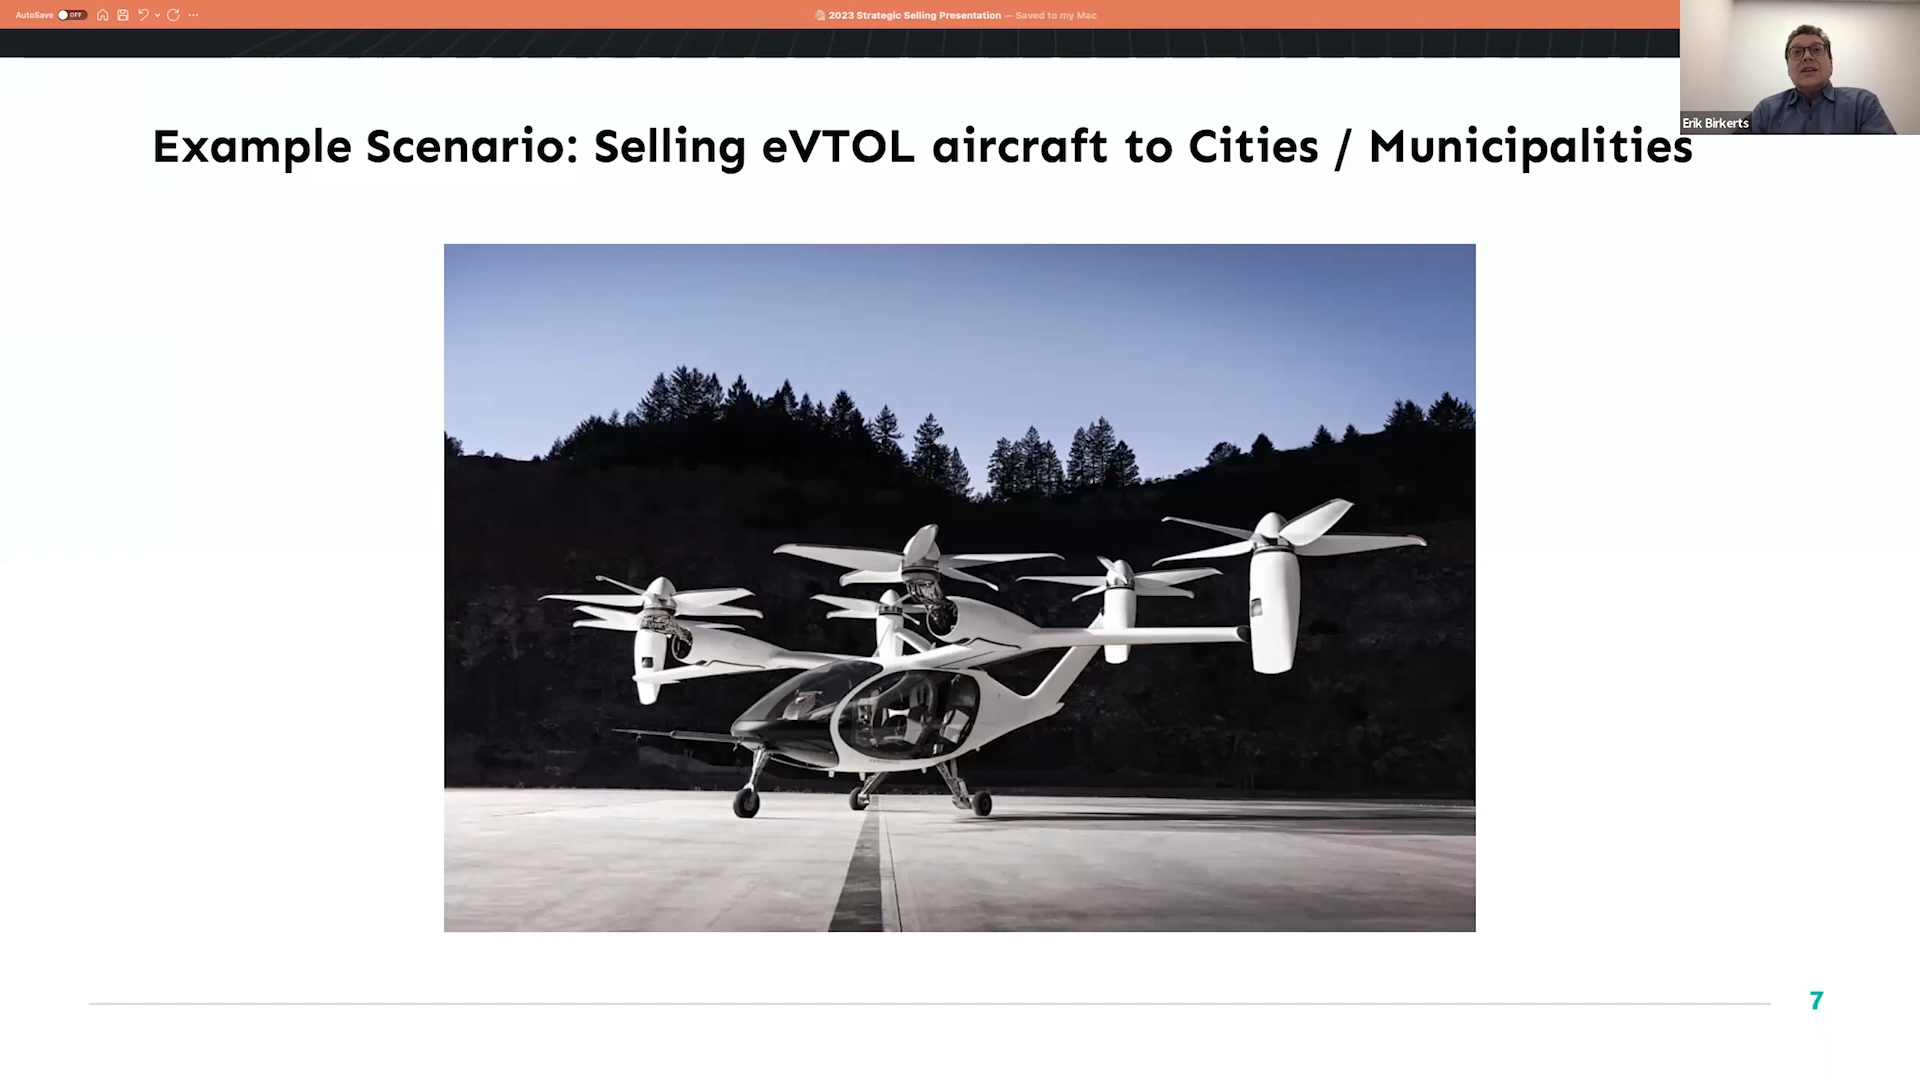 AutoSave OFF
2023 Strategic Selling Presentation — Saved to my Mac
Erik Birkerts
Example Scenario: Selling eVTOL aircraft to Cities / Municipalities
7